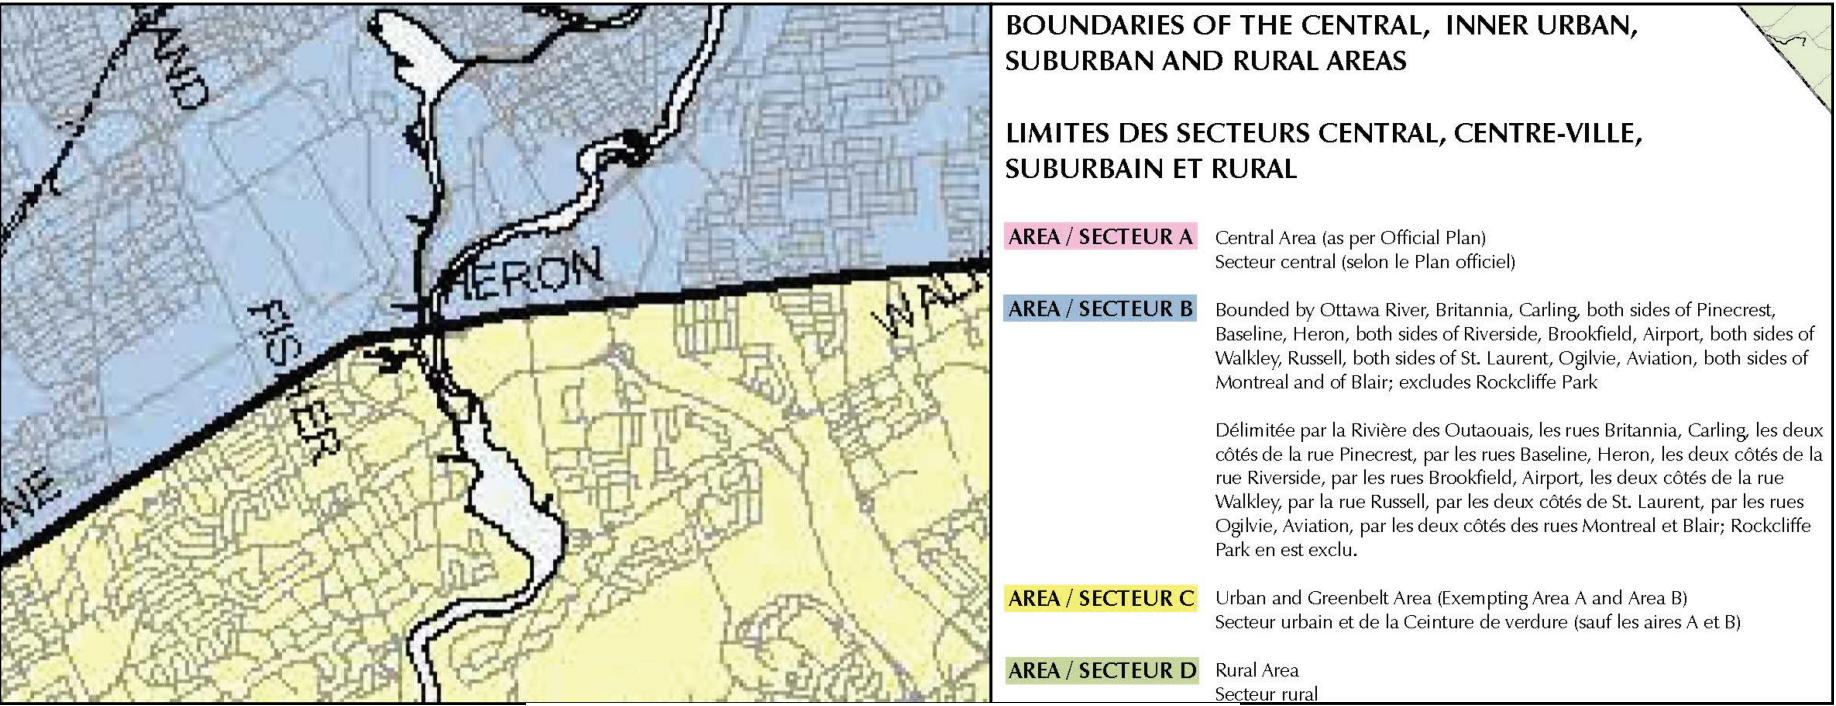 AND
HERON
FISHER
WALK
INE
BOUNDARIES OF THE CENTRAL, INNER URBAN,
SUBURBAN AND RURAL AREAS
LIMITES DES SECTEURS CENTRAL, CENTRE-VILLE,
SUBURBAIN ET RURAL
AREA / SECTEUR A
Central Area (as per Official Plan)
Secteur central (selon le Plan officiel)
AREA / SECTEUR B
Bounded by Ottawa River, Britannia, Carling, both sides of Pinecrest,
Baseline, Heron, both sides of Riverside, Brookfield, Airport, both sides of
Walkley, Russell, both sides of St. Laurent, Ogilvie, Aviation, both sides of
Montreal and of Blair; excludes Rockcliffe Park
Délimitée par la Rivière des Outaouais, les rues Britannia, Carling, les deux
côtés de la rue Pinecrest, par les rues Baseline, Heron, les deux côtés de la
rue Riverside, par les rues Brookfield, Airport, les deux côtés de la rue
Walkley, par la rue Russell, par les deux côtés de St. Laurent, par les rues
Ogilvie, Aviation, par les deux côtés des rues Montreal et Blair; Rockcliffe
Park en est exclu.
AREA / SECTEUR C
Urban and Greenbelt Area (Exempting Area A and Area B)
Secteur urbain et de la Ceinture de verdure (sauf les aires A et B)
AREA / SECTEUR D
Rural Area
Secteur rural